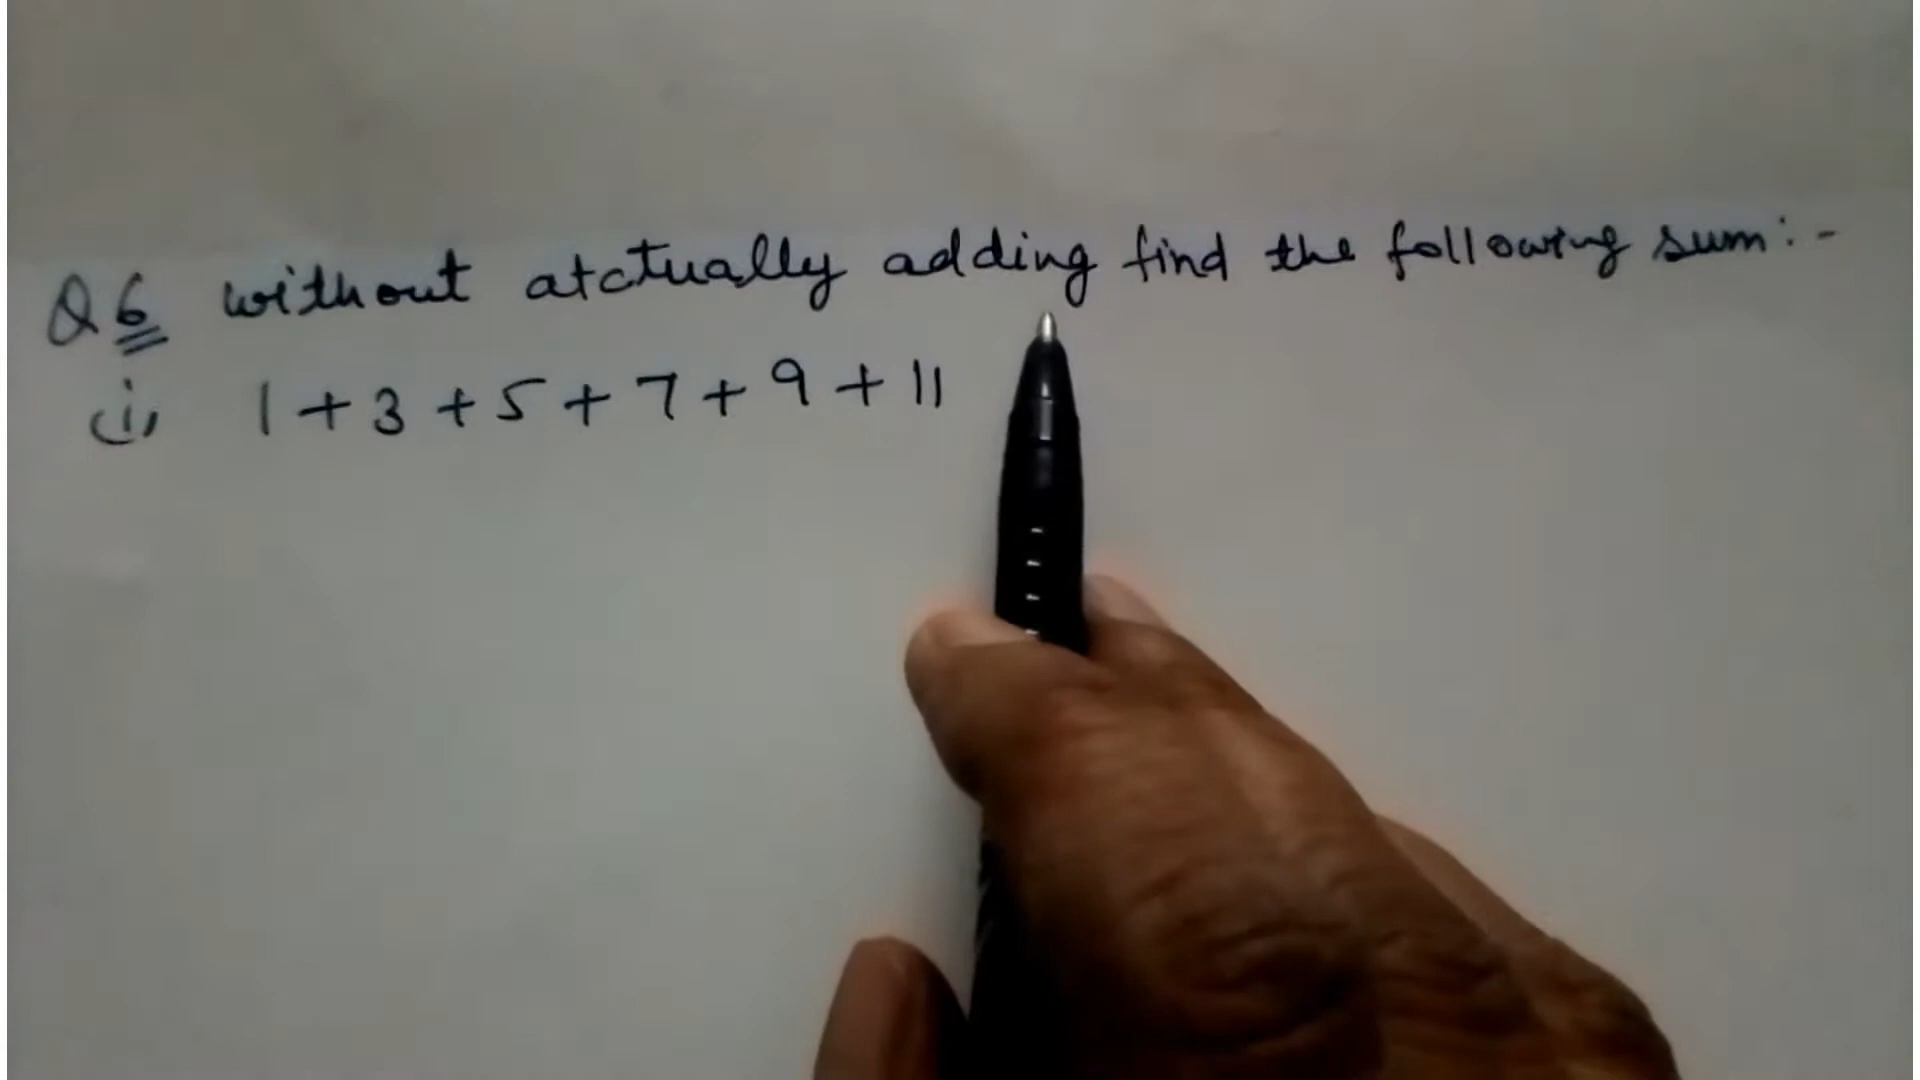 Q6 without atctually adding find the following sum:-
(i) 1+3+5+7+9+11